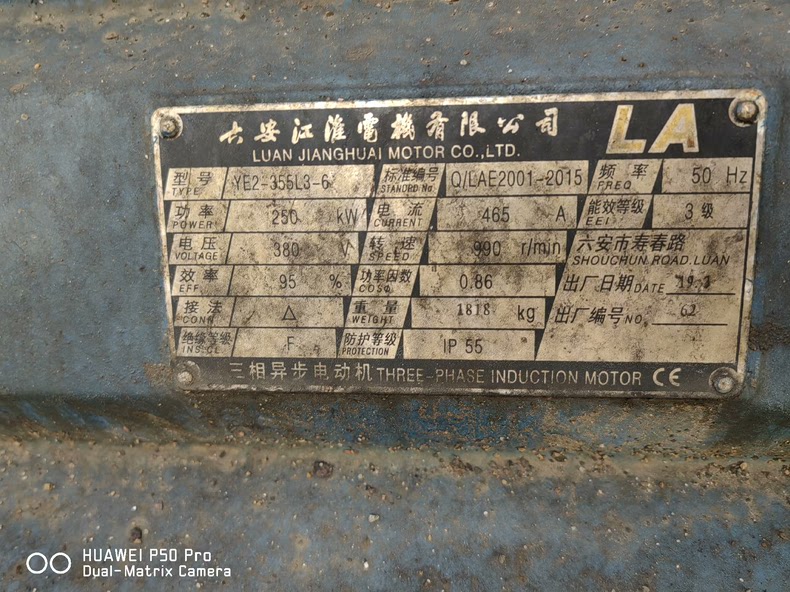 六安江淮電機有限公司 LA
LUAN JIANGHUAI MOTOR CO.,LTD.
型号 TYPE YE2-355L3-6 标准编号 STANDRD No. Q/LAE2001-2015 频率 FREQ 50 Hz
功率 POWER 250 kW 电流 CURRENT 465 A 能效等级 EEI 3 级
电压 VOLTAGE 380 V 转速 SPEED 990 r/min 六安市寿春路
SHOUCHUN.ROAD.LUAN
效率 EFF 95 % 功率因数 COSΦ 0.86 出厂日期 DATE 19.3
接法 CONN △ 重量 WEIGHT 1818 kg 出厂编号 NO. 62
绝缘等级 INS.CL F 防护等级 PROTECTION IP 55
三相异步电动机 THREE-PHASE INDUCTION MOTOR CE
HUAWEI P50 Pro
Dual-Matrix Camera